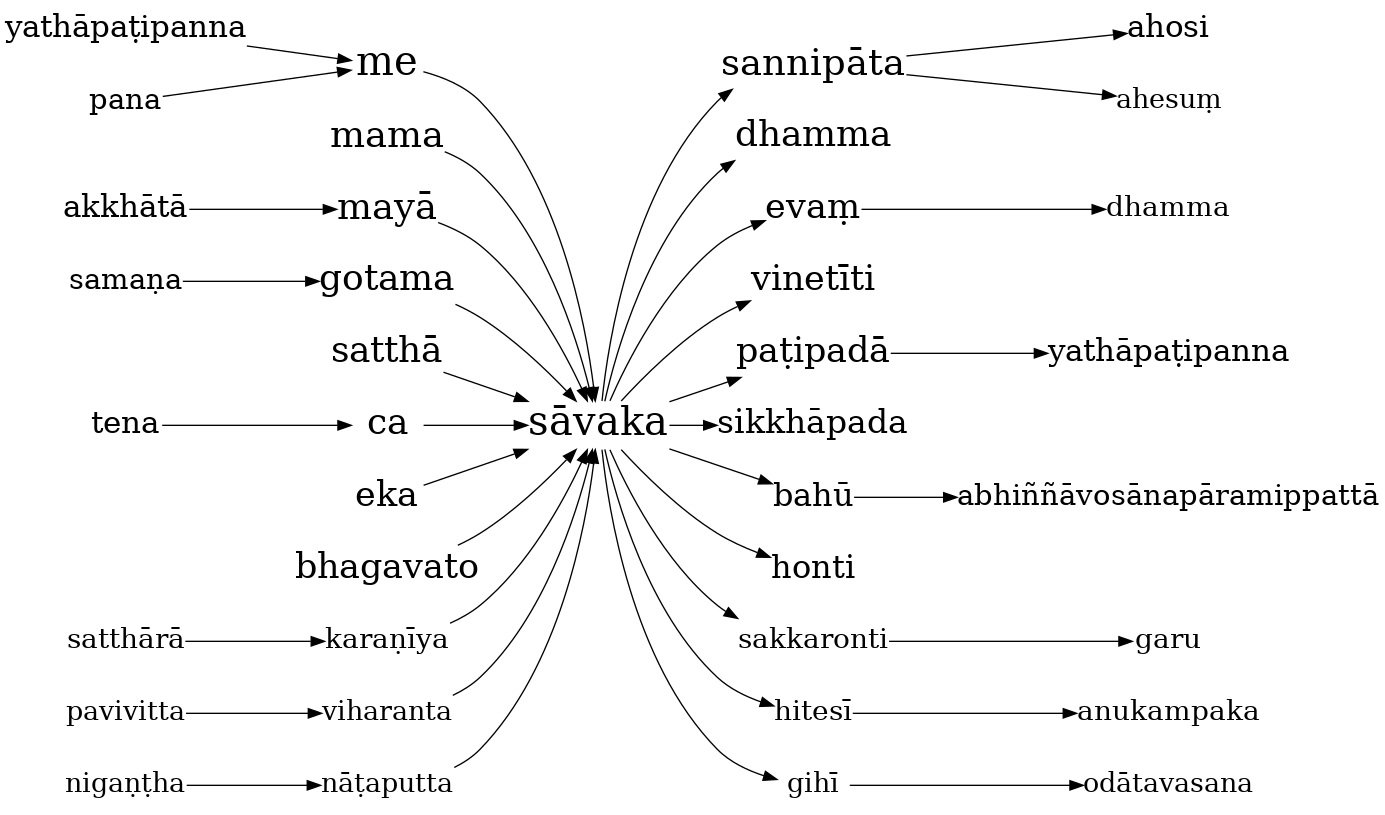 yathāpaṭipanna
pana
me
mama
akkhātā
mayā
samaṇa
gotama
satthā
tena
ca
eka
bhagavato
satthārā
karaṇīya
pavivitta
viharanta
nigaṇṭha
nāṭaputta
sāvaka
sannipāta
ahosi
ahesuṃ
dhamma
evaṃ
dhamma
vinetīti
paṭipadā
yathāpaṭipanna
sikkhāpada
bahū
abhiññāvosānapāramippattā
honti
sakkaronti
garu
hitesī
anukampaka
gihī
odātavasana